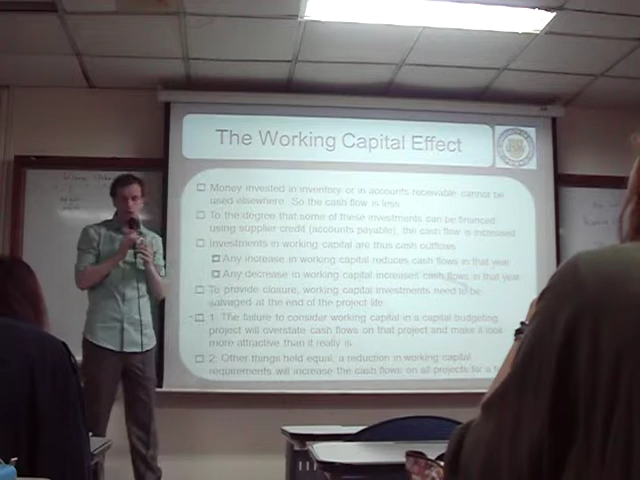 The Working Capital Effect
Money invested in inventory or in accounts receivable cannot be
used elsewhere. So the cash flow is less
To the degree that some of these investments can be financed
using supplier credit (accounts payable), the cash flow is increased
Investments in working capital are thus cash outflows
Any increase in working capital reduces cash flows in that year
Any decrease in working capital increases cash flows in that year
To provide closure, working capital investments need to be
salvaged at the end of the project life.
1. The failure to consider working capital in a capital budgeting
project will overstate cash flows on that project and make it look
more attractive than it really is.
2. Other things held equal, a reduction in working capital
requirements will increase the cash flows on all projects for a